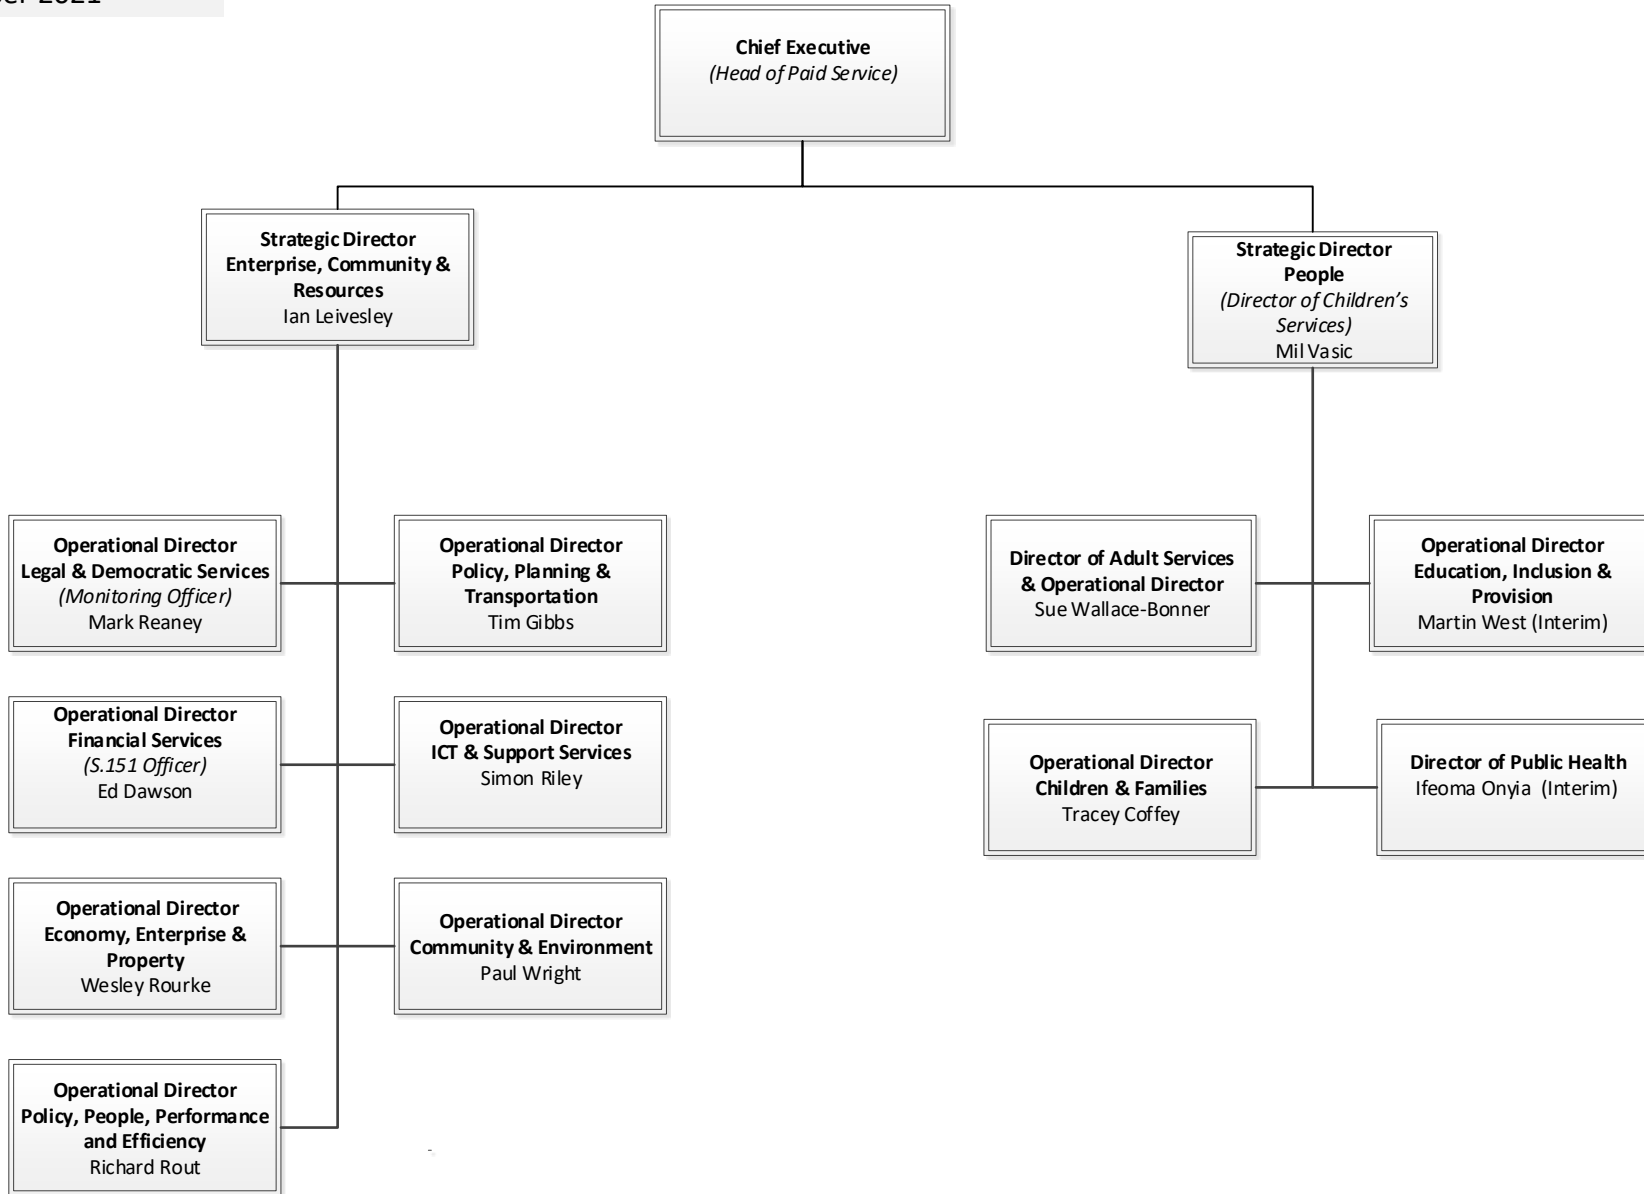 2021
Chief Executive
(Head of Paid Service)
Strategic Director
Enterprise, Community &
Resources
Ian Leivesley
Strategic Director
People
(Director of Children’s
Services)
Mil Vasic
Operational Director
Legal & Democratic Services
(Monitoring Officer)
Mark Reaney
Operational Director
Policy, Planning &
Transportation
Tim Gibbs
Director of Adult Services
& Operational Director
Sue Wallace-Bonner
Operational Director
Education, Inclusion &
Provision
Martin West (Interim)
Operational Director
Financial Services
(S.151 Officer)
Ed Dawson
Operational Director
ICT & Support Services
Simon Riley
Operational Director
Children & Families
Tracey Coffey
Director of Public Health
Ifeoma Onyia (Interim)
Operational Director
Economy, Enterprise &
Property
Wesley Rourke
Operational Director
Community & Environment
Paul Wright
Operational Director
Policy, People, Performance
and Efficiency
Richard Rout